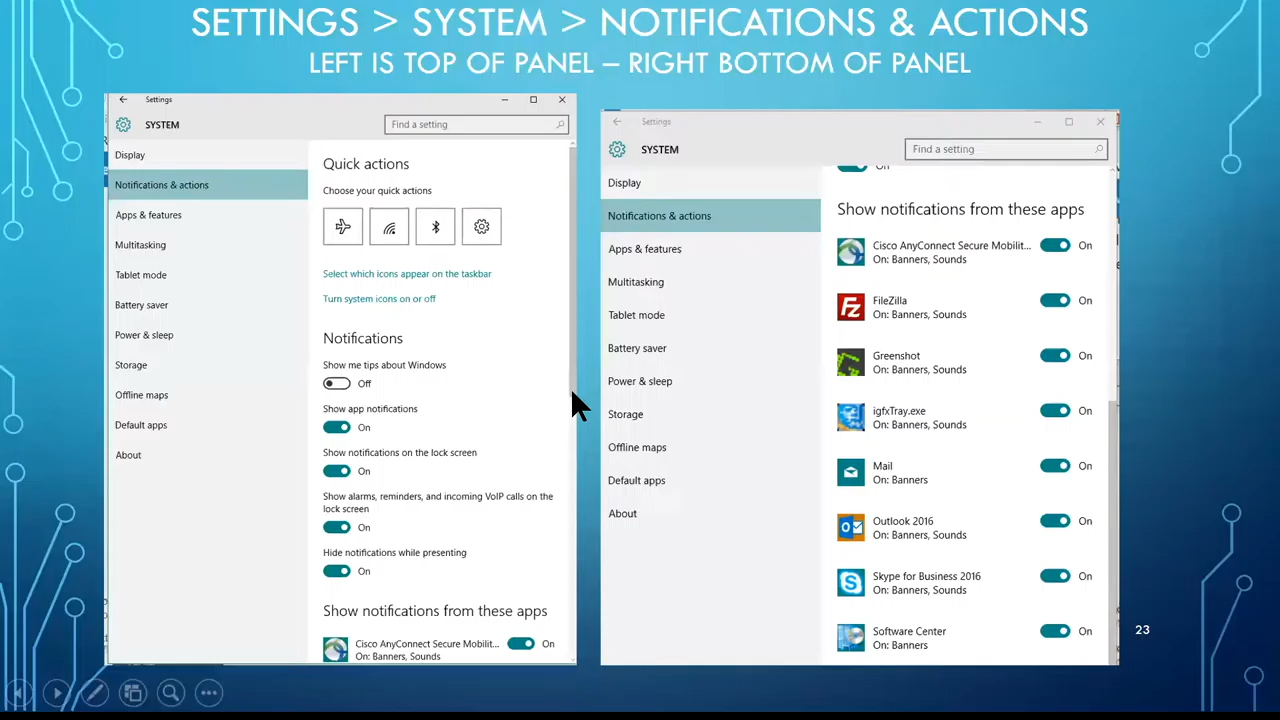 SETTINGS > SYSTEM > NOTIFICATIONS & ACTIONS
LEFT IS TOP OF PANEL – RIGHT BOTTOM OF PANEL
Settings
SYSTEM
Find a setting
Display
Notifications & actions
Apps & features
Multitasking
Tablet mode
Battery saver
Power & sleep
Storage
Offline maps
Default apps
About
Quick actions
Choose your quick actions
Select which icons appear on the taskbar
Turn system icons on or off
Notifications
Show me tips about Windows
Off
Show app notifications
On
Show notifications on the lock screen
On
Show alarms, reminders, and incoming VoIP calls on the
lock screen
On
Hide notifications while presenting
On
Show notifications from these apps
Cisco AnyConnect Secure Mobilit...
On
On: Banners, Sounds
Settings
SYSTEM
Find a setting
Display
Notifications & actions
Apps & features
Multitasking
Tablet mode
Battery saver
Power & sleep
Storage
Offline maps
Default apps
About
On
Show notifications from these apps
Cisco AnyConnect Secure Mobilit...
On
On: Banners, Sounds
FileZilla
On
On: Banners, Sounds
Greenshot
On
On: Banners, Sounds
igfxTray.exe
On
On: Banners, Sounds
Mail
On
On: Banners
Outlook 2016
On
On: Banners, Sounds
Skype for Business 2016
On
On: Banners, Sounds
Software Center
On
On: Banners
23